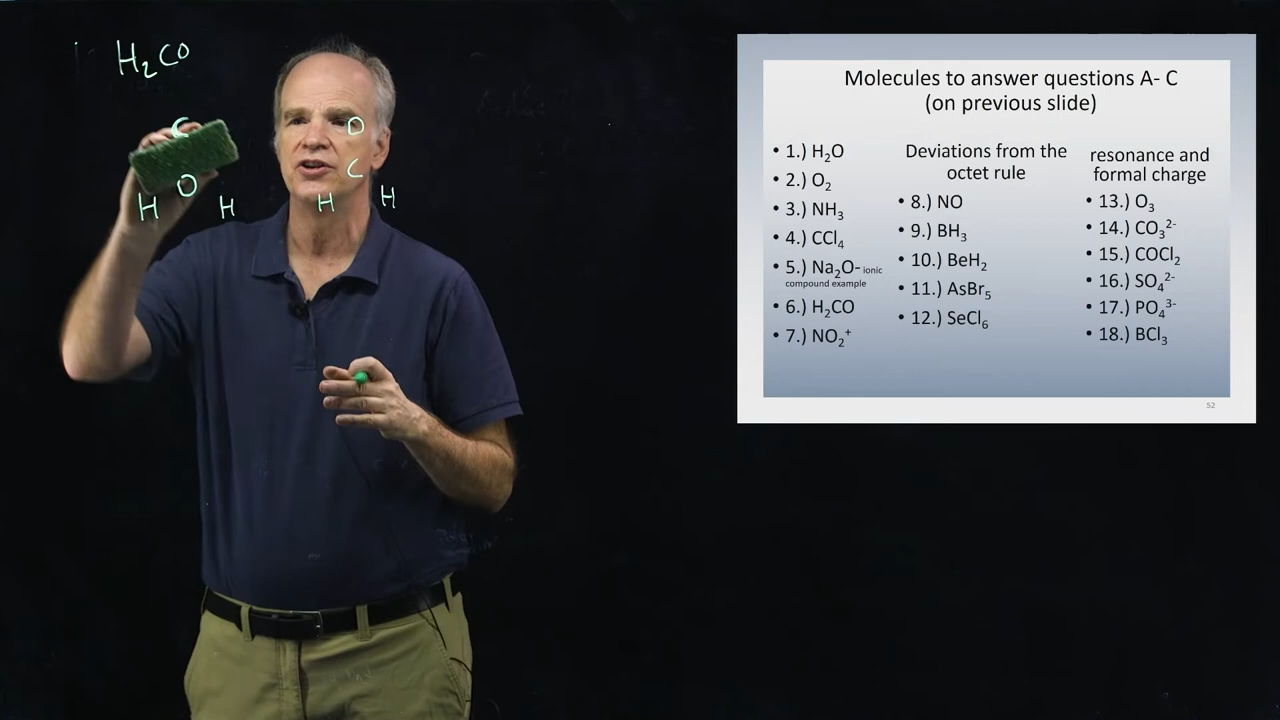 H2CO
C
O
H H
O
C
H H
Molecules to answer questions A- C
(on previous slide)
• 1.) H2O
• 2.) O2
• 3.) NH3
• 4.) CCl4
• 5.) Na2O- ionic
compound example
• 6.) H2CO
• 7.) NO2+
Deviations from the
octet rule
• 8.) NO
• 9.) BH3
• 10.) BeH2
• 11.) AsBr5
• 12.) SeCl6
resonance and
formal charge
• 13.) O3
• 14.) CO32-
• 15.) COCl2
• 16.) SO42-
• 17.) PO43-
• 18.) BCl3
52